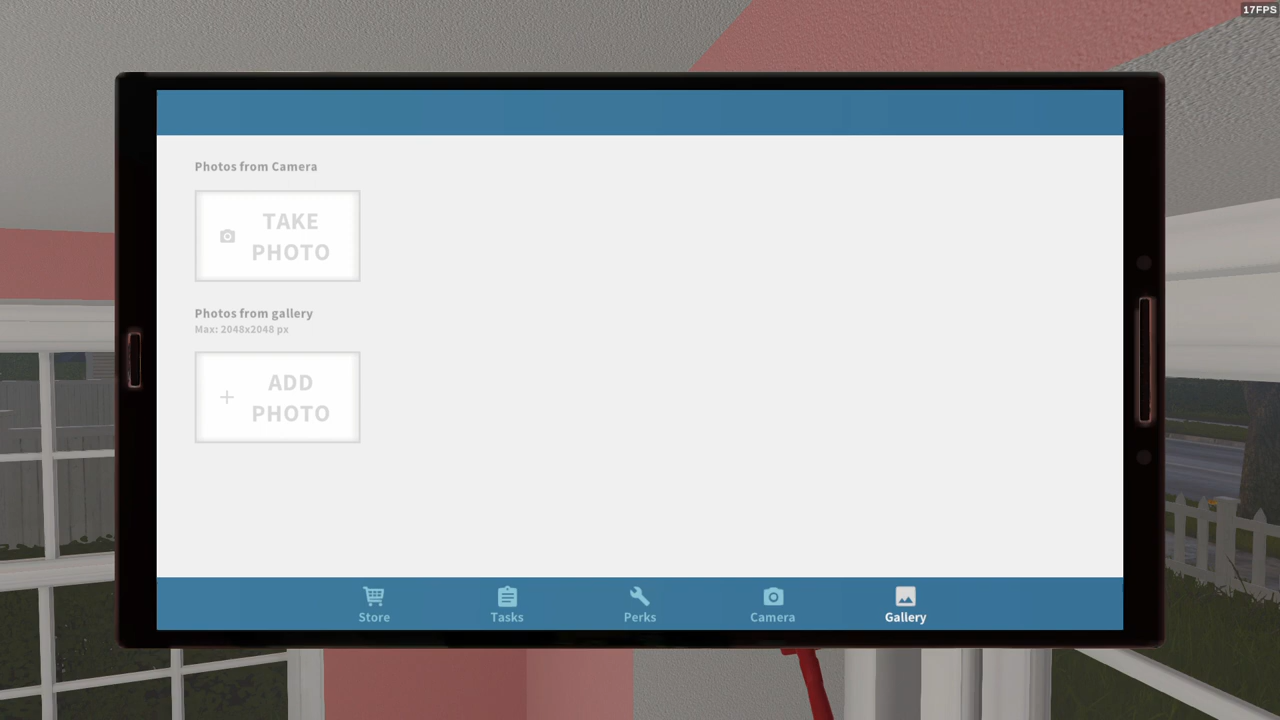 17FPS
Photos from Camera
TAKE
PHOTO
Photos from gallery
Max: 2048x2048 px
ADD
PHOTO
Store
Tasks
Perks
Camera
Gallery